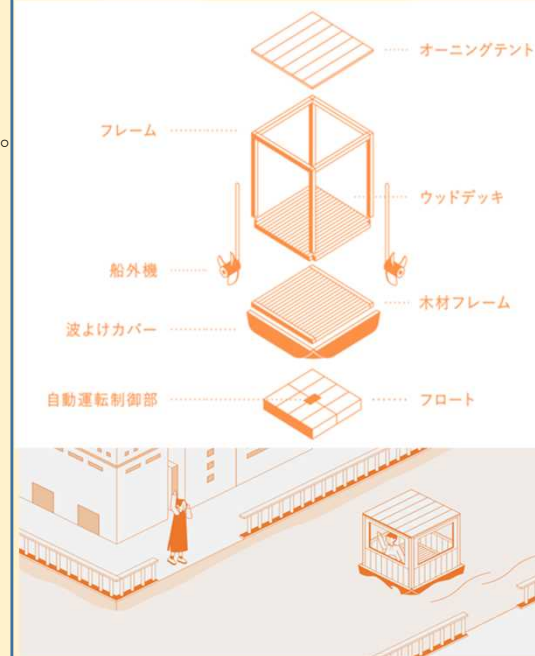 。
オーニングテント
フレーム
ウッドデッキ
船外機
木材フレーム
波よけカバー
自動運転制御部
フロート